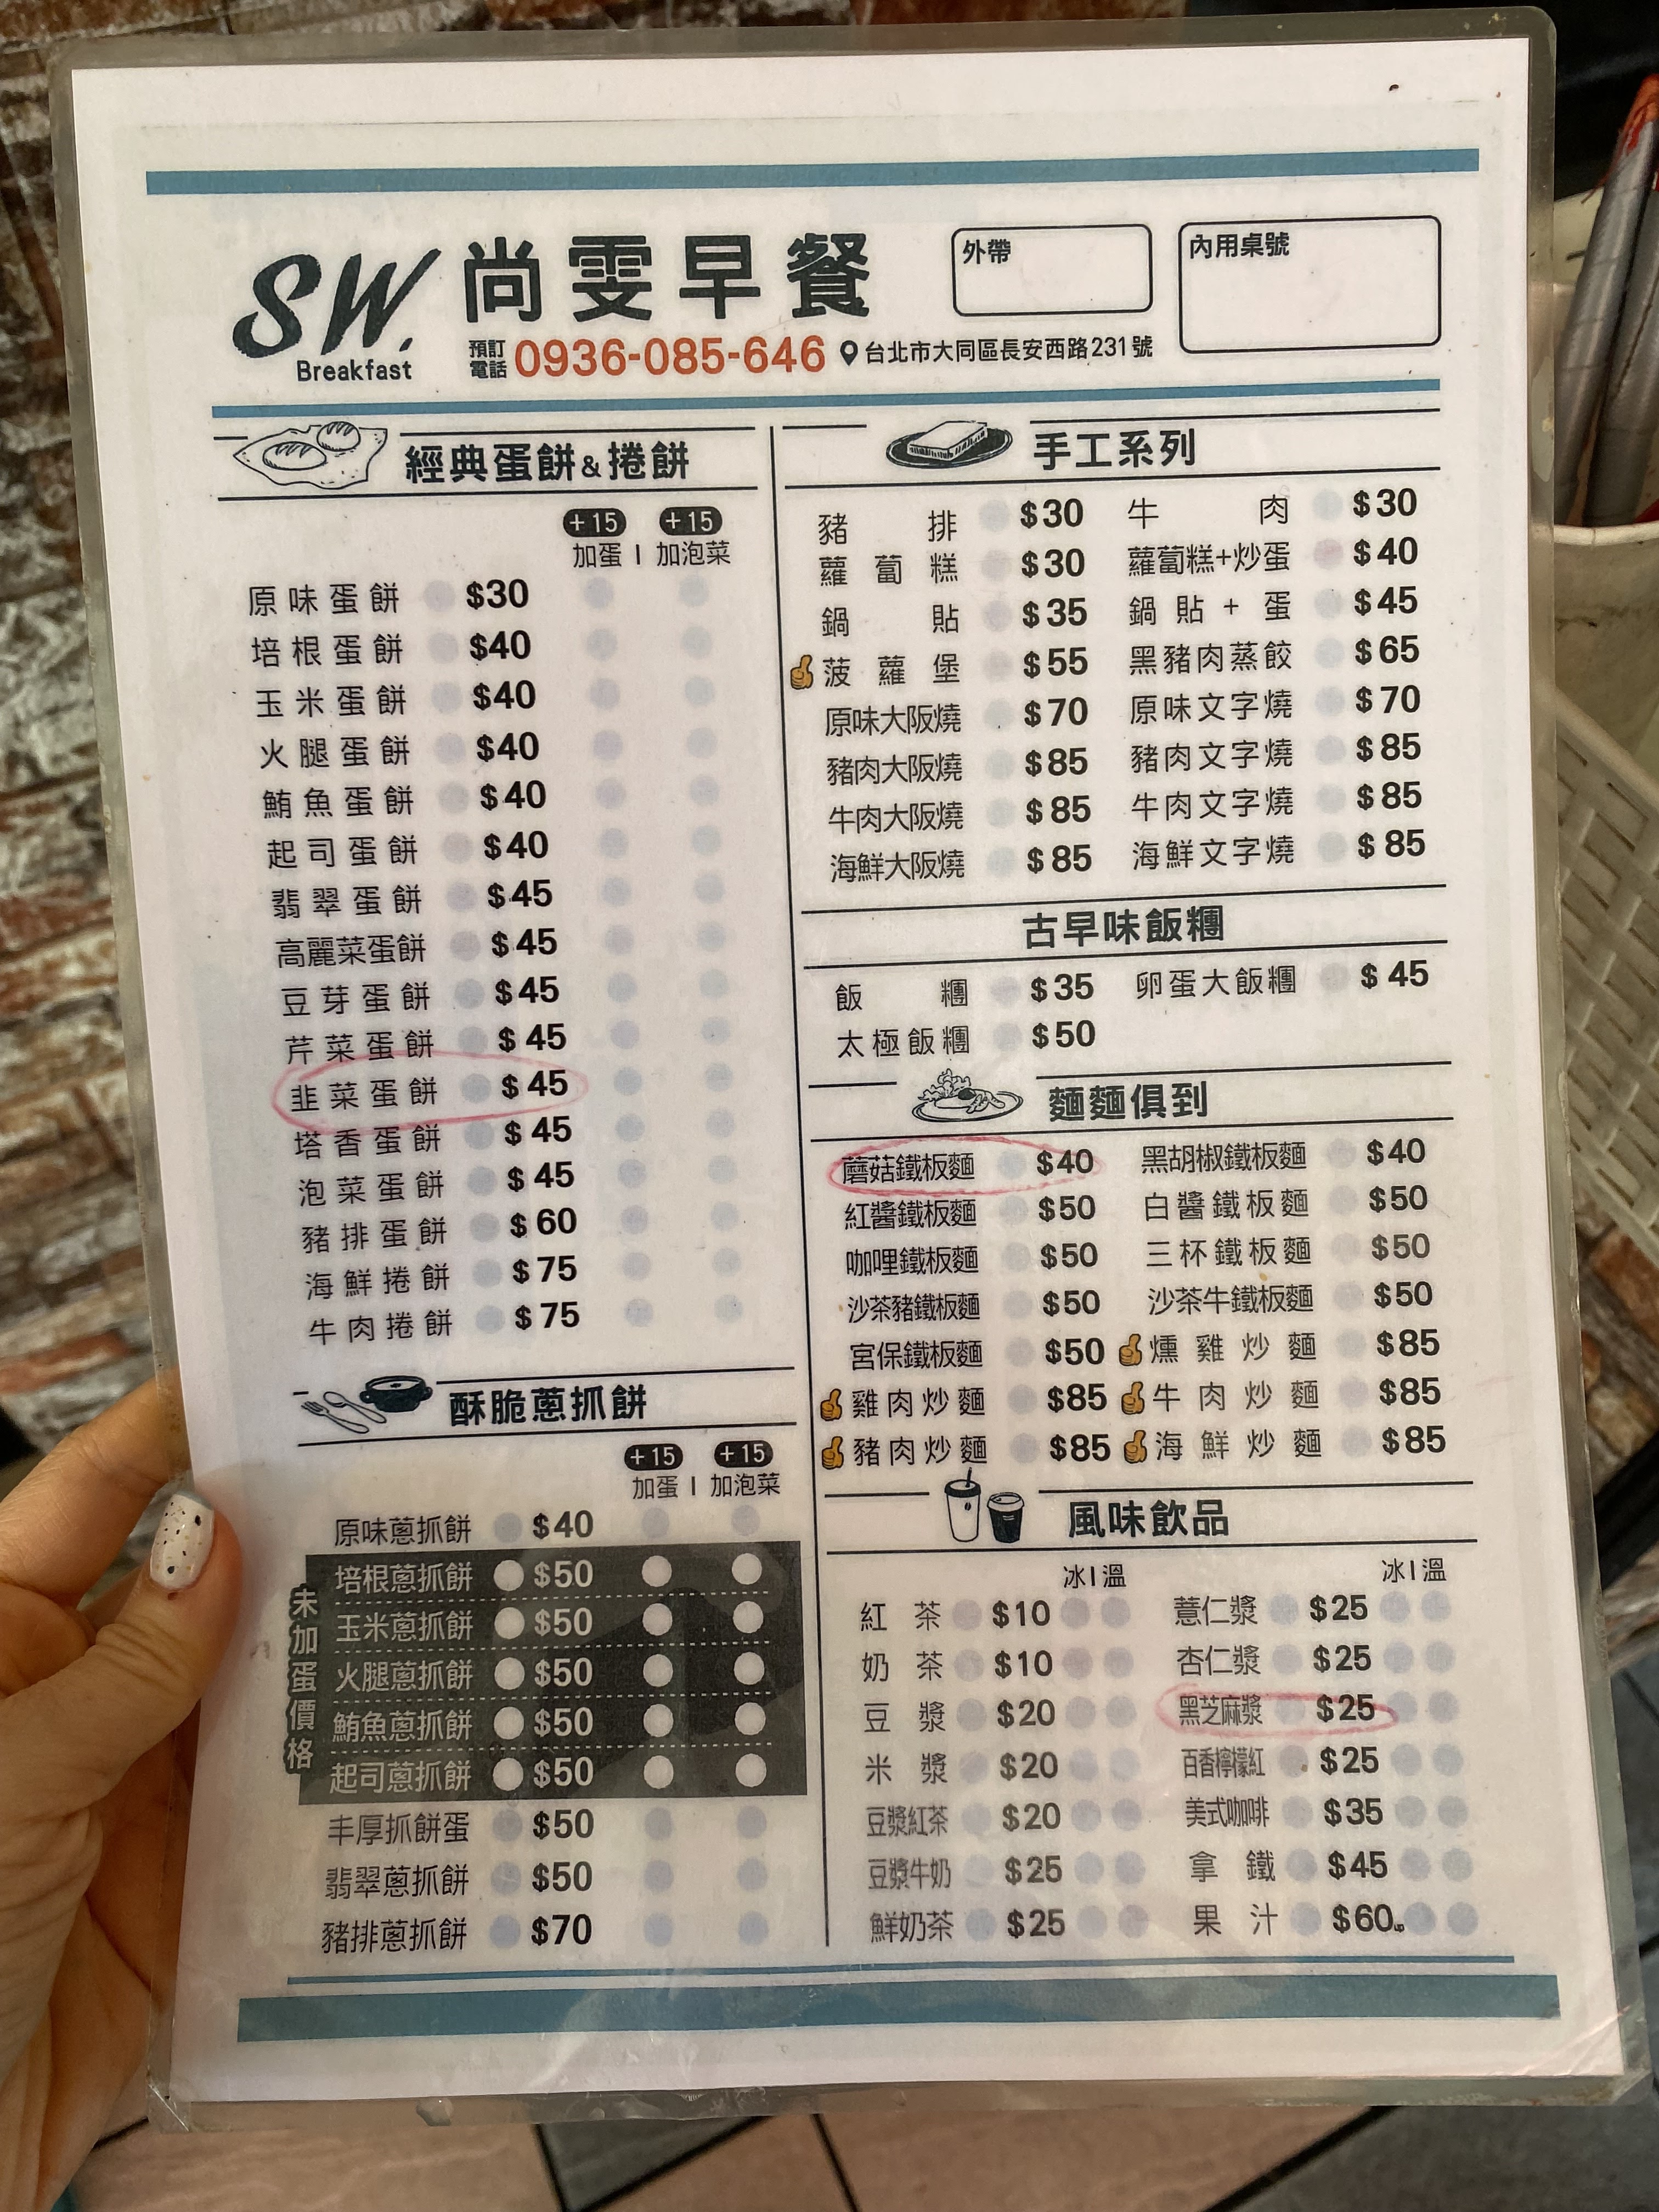 SW.
Breakfast
尚雯早餐
預訂電話 0936-085-646 台北市大同區長安西路231號
外帶
內用桌號
經典蛋餅&捲餅
+15 +15
加蛋 | 加泡菜
原味蛋餅 $30
培根蛋餅 $40
玉米蛋餅 $40
火腿蛋餅 $40
鮪魚蛋餅 $40
起司蛋餅 $40
翡翠蛋餅 $45
高麗菜蛋餅 $45
豆芽蛋餅 $45
芹菜蛋餅 $45
韭菜蛋餅 $45
塔香蛋餅 $45
泡菜蛋餅 $45
豬排蛋餅 $60
海鮮捲餅 $75
牛肉捲餅 $75
酥脆蔥抓餅
+15 +15
加蛋 | 加泡菜
原味蔥抓餅 $40
未加蛋價格
培根蔥抓餅 $50
玉米蔥抓餅 $50
火腿蔥抓餅 $50
鮪魚蔥抓餅 $50
起司蔥抓餅 $50
丰厚抓餅蛋 $50
翡翠蔥抓餅 $50
豬排蔥抓餅 $70
手工系列
豬排 $30 牛肉 $30
蘿蔔糕 $30 蘿蔔糕+炒蛋 $40
鍋貼 $35 鍋貼+蛋 $45
菠蘿堡 $55 黑豬肉蒸餃 $65
原味大阪燒 $70 原味文字燒 $70
豬肉大阪燒 $85 豬肉文字燒 $85
牛肉大阪燒 $85 牛肉文字燒 $85
海鮮大阪燒 $85 海鮮文字燒 $85
古早味飯糰
飯糰 $35 卵蛋大飯糰 $45
太極飯糰 $50
麵麵俱到
蘑菇鐵板麵 $40 黑胡椒鐵板麵 $40
紅醬鐵板麵 $50 白醬鐵板麵 $50
咖哩鐵板麵 $50 三杯鐵板麵 $50
沙茶豬鐵板麵 $50 沙茶牛鐵板麵 $50
宮保鐵板麵 $50 燻雞炒麵 $85
雞肉炒麵 $85 牛肉炒麵 $85
豬肉炒麵 $85 海鮮炒麵 $85
風味飲品
冰|溫 冰|溫
紅茶 $10 薏仁漿 $25
奶茶 $10 杏仁漿 $25
豆漿 $20 黑芝麻漿 $25
米漿 $20 百香檸檬紅 $25
豆漿紅茶 $20 美式咖啡 $35
豆漿牛奶 $25 拿鐵 $45
鮮奶茶 $25 果汁 $60up